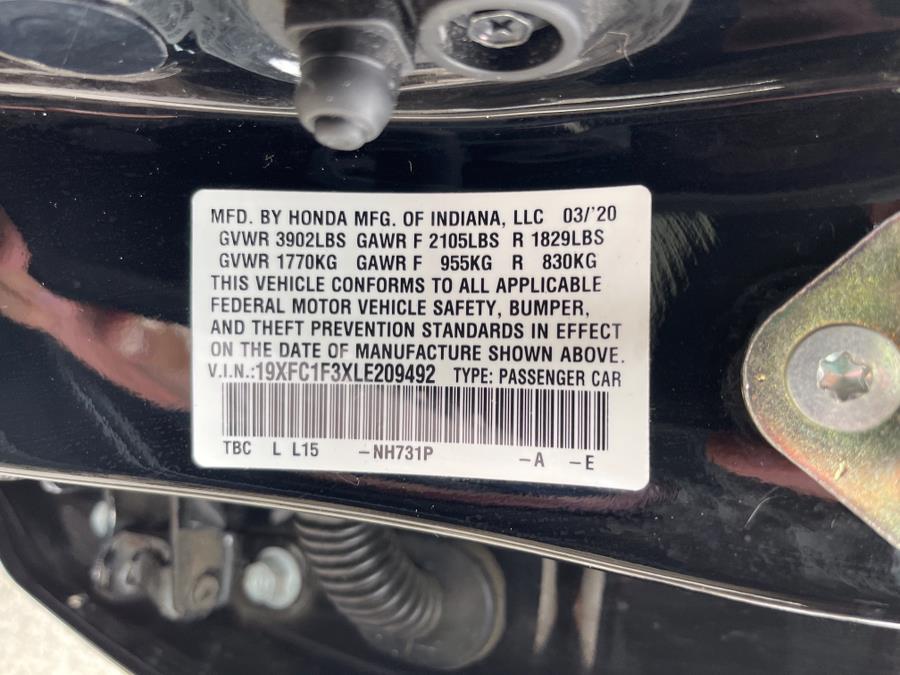 MFD. BY HONDA MFG. OF INDIANA, LLC 03/'20
GVWR 3902LBS GAWR F 2105LBS R 1829LBS
GVWR 1770KG GAWR F 955KG R 830KG
THIS VEHICLE CONFORMS TO ALL APPLICABLE
FEDERAL MOTOR VEHICLE SAFETY, BUMPER,
AND THEFT PREVENTION STANDARDS IN EFFECT
ON THE DATE OF MANUFACTURE SHOWN ABOVE.
V.I.N.:19XFC1F3XLE209492 TYPE: PASSENGER CAR
TBC L L15 -NH731P -A -E